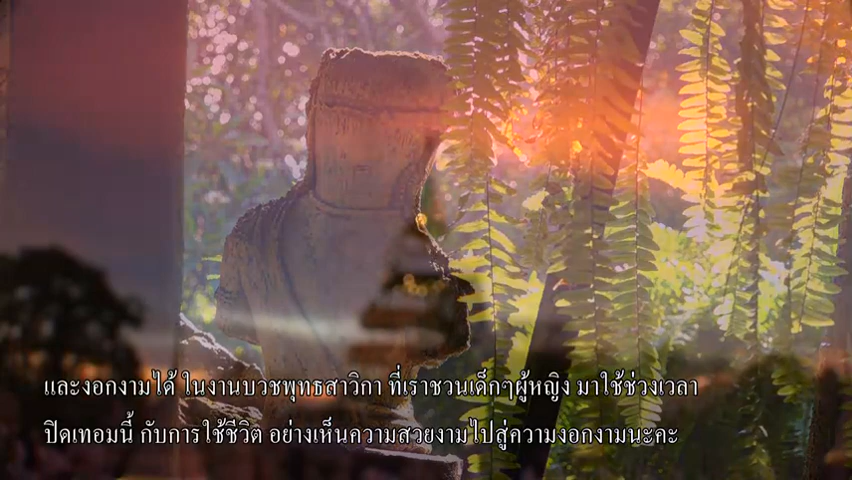 และงอกงามได้ ในงานบวชพุทธสาวิกา ที่เราชวนเด็กๆผู้หญิง มาใช้ช่วงเวลา
ปิดเทอมนี้ กับการใช้ชีวิต อย่างเห็นความสวยงามไปสู่ความงอกงามนะคะ